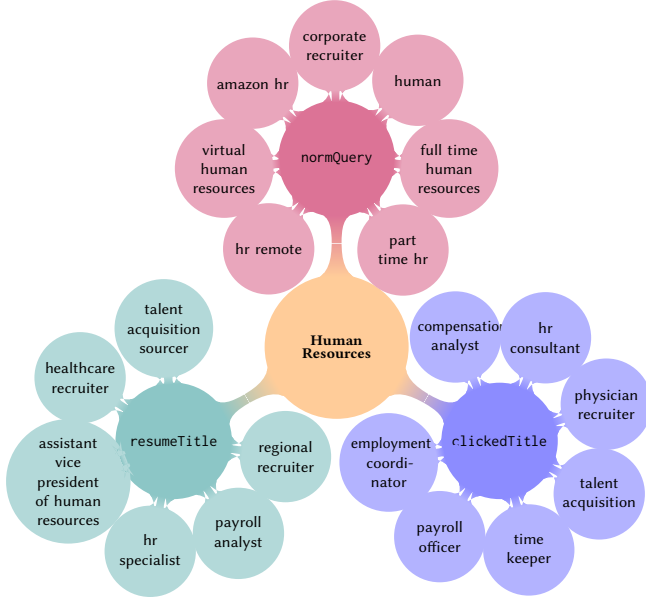 corporate
recruiter
amazon hr
human
virtual
human
resources
normQuery
full time
human
resources
hr remote
part
time hr
Human
Resources
talent
acquisition
sourcer
healthcare
recruiter
assistant
vice
president
of human
resources
resumeTitle
regional
recruiter
hr
specialist
payroll
analyst
compensation
analyst
hr
consultant
physician
recruiter
employment
coordi-
nator
clickedTitle
talent
acquisition
payroll
officer
time
keeper